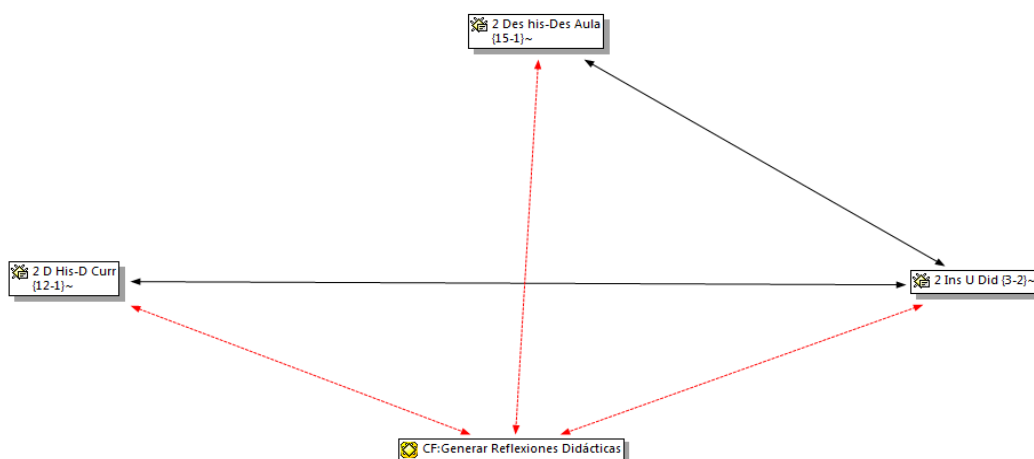 2 Des his-Des Aula
{15-1}~
2 D His-D Curr
{12-1}~
2 Ins U Did {3-2}~
CF:Generar Reflexiones Didácticas